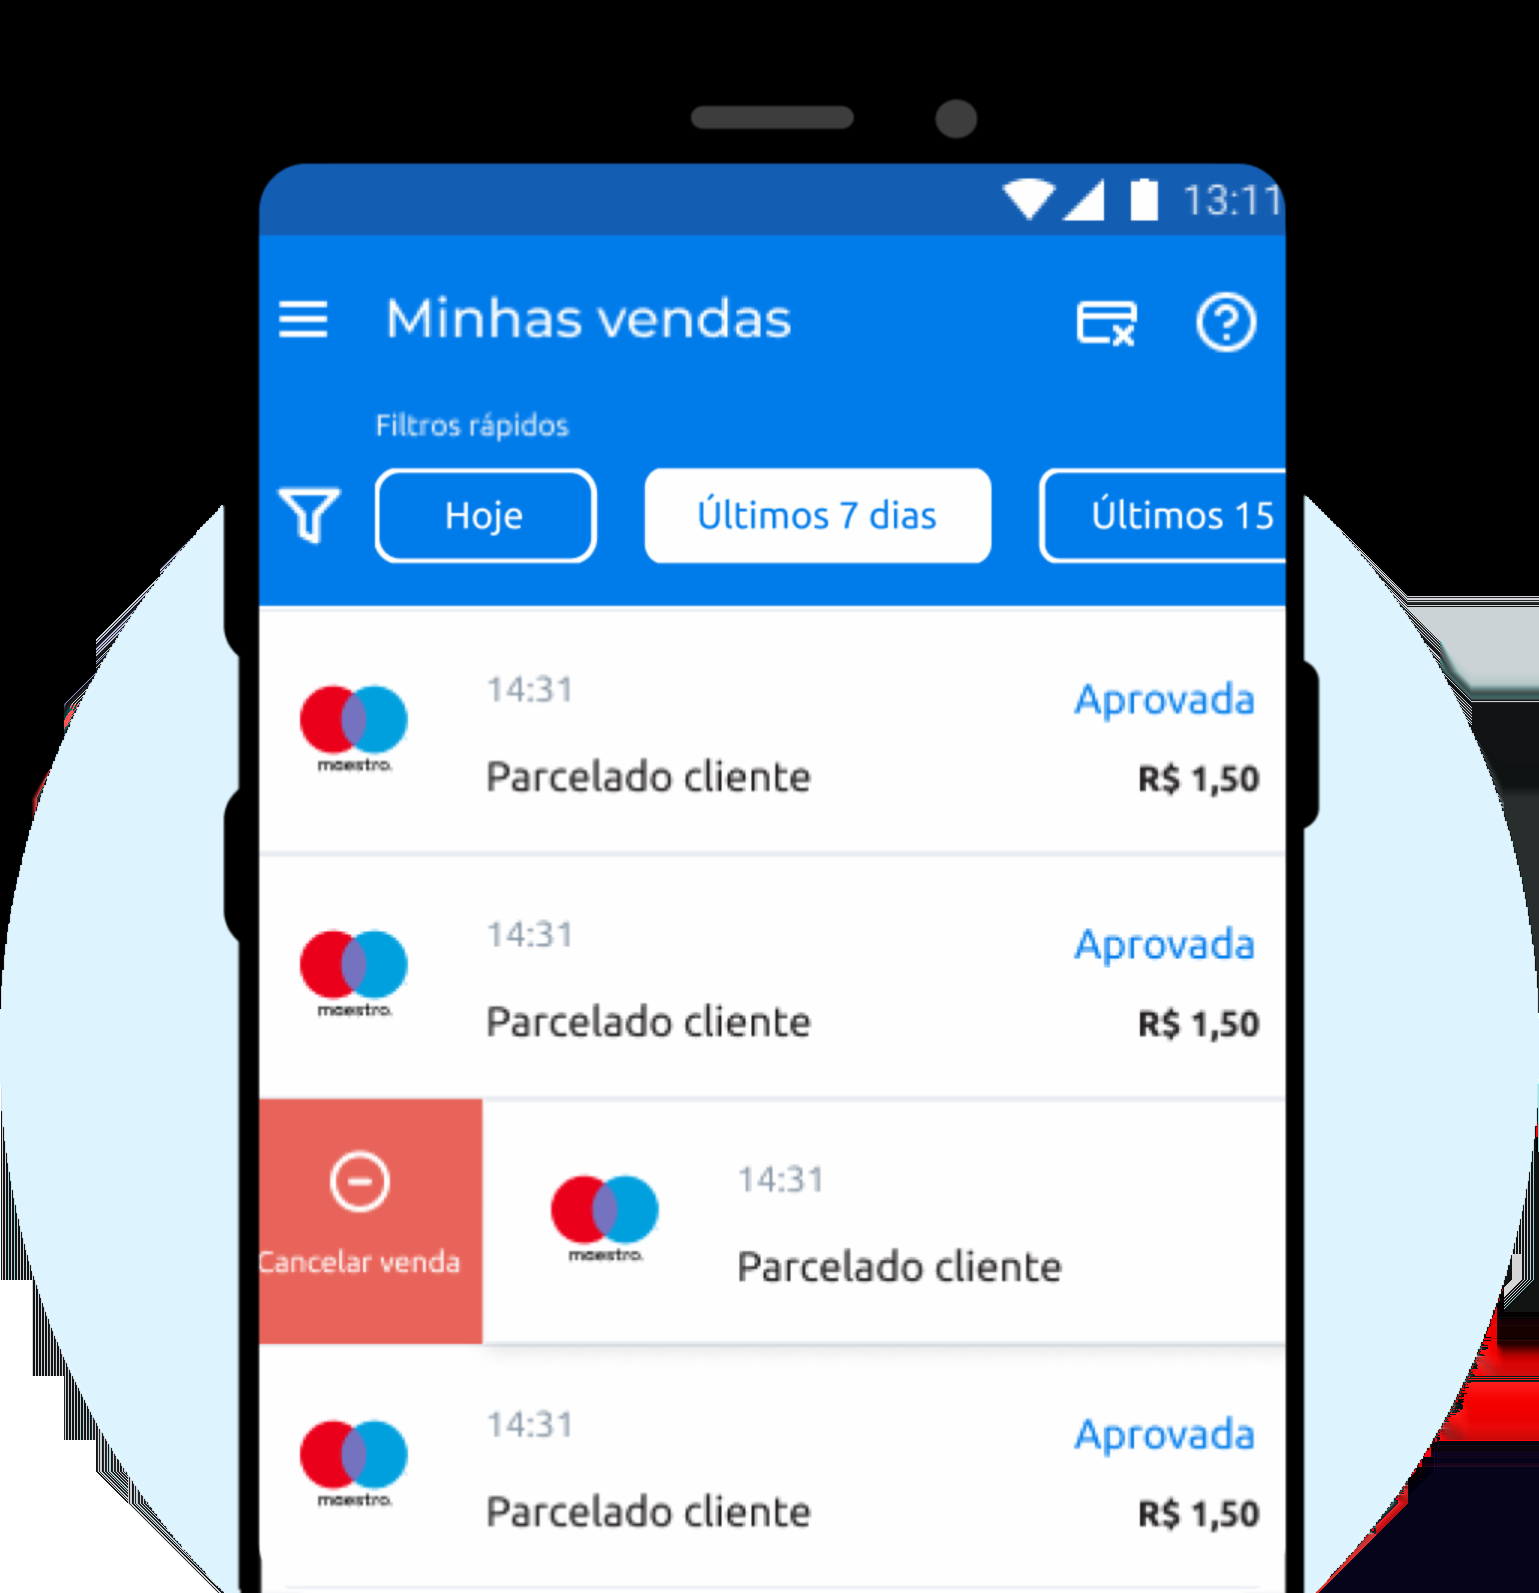 13:11
Minhas vendas
Filtros rápidos
Hoje
Últimos 7 dias
Últimos 15
14:31
Aprovada
maestro.
Parcelado cliente
R$ 1,50
14:31
Aprovada
maestro.
Parcelado cliente
R$ 1,50
14:31
maestro.
Cancelar venda
Parcelado cliente
14:31
Aprovada
maestro.
Parcelado cliente
R$ 1,50